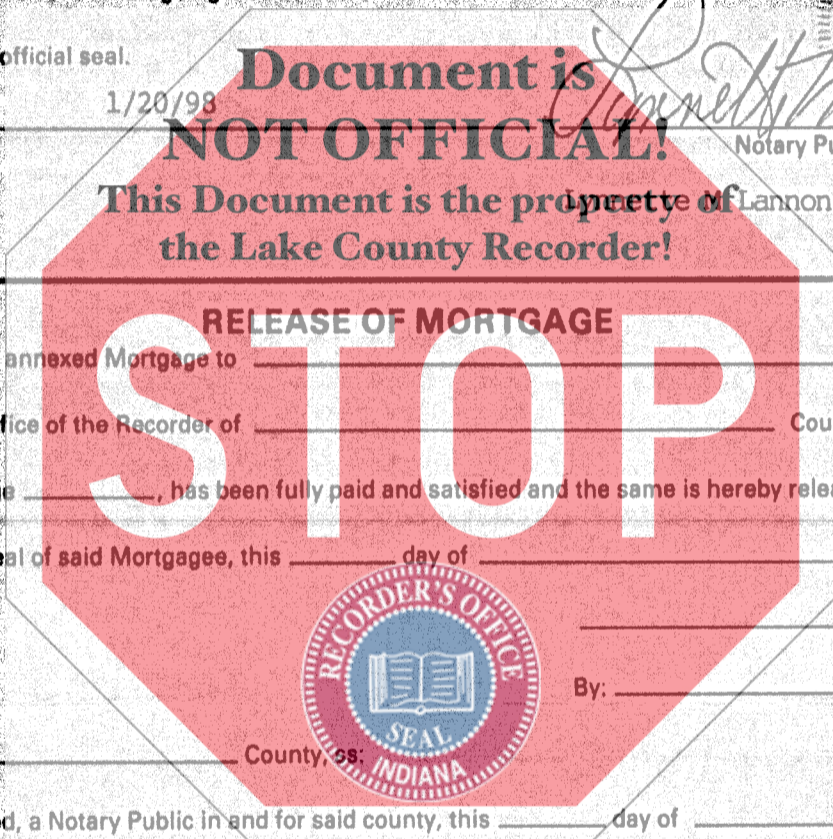 official seal.
Document is
1/20/98
NOT OFFICIAL!
Notary Pu
This Document is the property of
Lynnette M Lannon
the Lake County Recorder!
RELEASE OF MORTGAGE
STOP
annexed Mortgage to
fice of the Recorder of Cou
e , has been fully paid and satisfied and the same is hereby relea
eal of said Mortgagee, this day of
RECORDER'S OFFICE
SEAL
INDIANA
By:
County, ss:
d, a Notary Public in and for said county, this day of